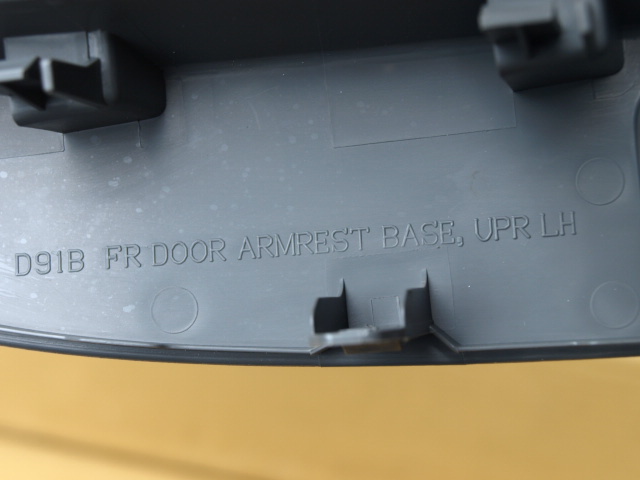 D91B FR DOOR ARMREST BASE, UPR LH